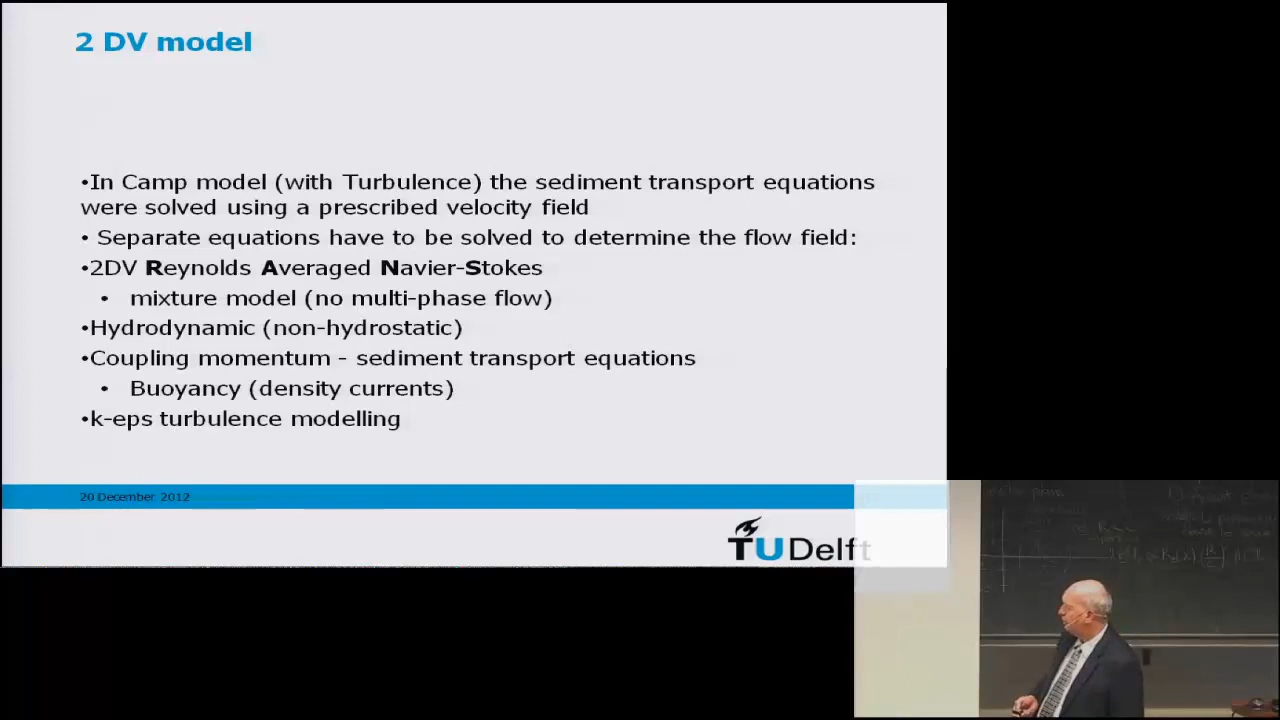 2 DV model
•In Camp model (with Turbulence) the sediment transport equations
were solved using a prescribed velocity field
• Separate equations have to be solved to determine the flow field:
•2DV Reynolds Averaged Navier-Stokes
• mixture model (no multi-phase flow)
•Hydrodynamic (non-hydrostatic)
•Coupling momentum - sediment transport equations
• Buoyancy (density currents)
•k-eps turbulence modelling
20 December 2012
TU Delft